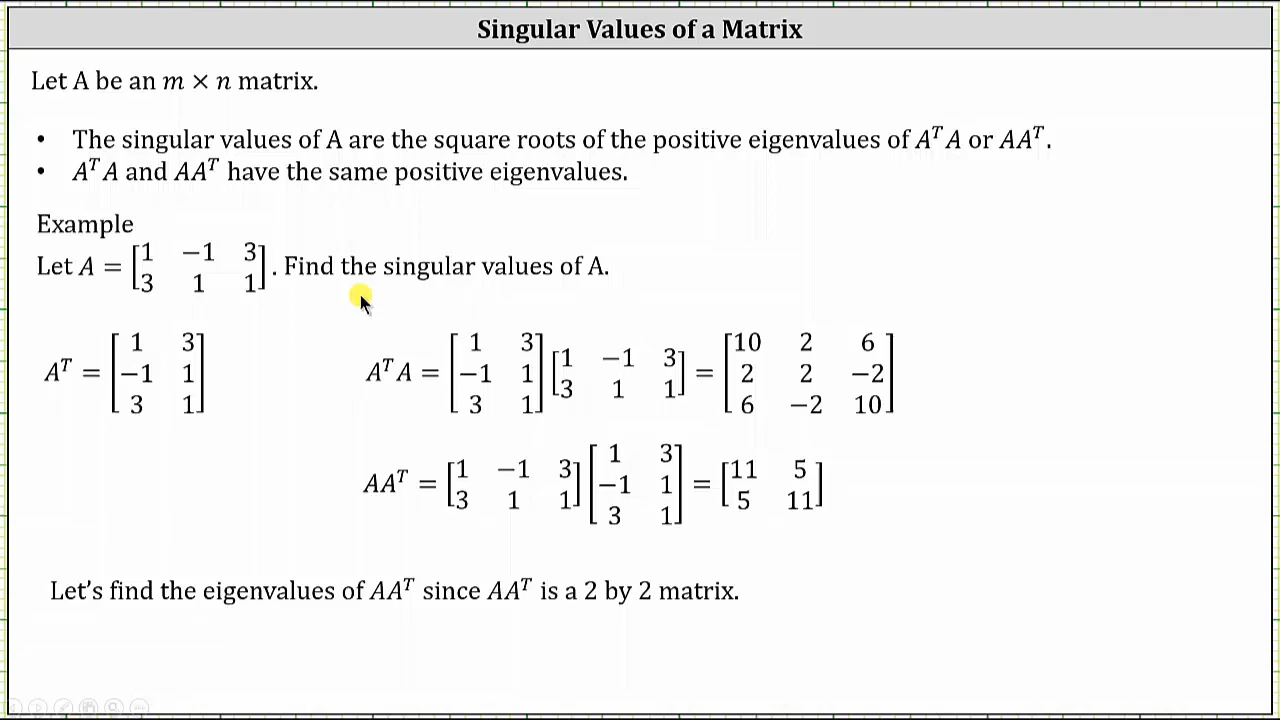 Singular Values of a Matrix
Let A be an m × n matrix.
• The singular values of A are the square roots of the positive eigenvalues of AᵀA or AAᵀ.
• AᵀA and AAᵀ have the same positive eigenvalues.
Example
Let A = [1 −1 3; 3 1 1]. Find the singular values of A.
Aᵀ = [1 3; −1 1; 3 1]
AᵀA = [1 3; −1 1; 3 1] [1 −1 3; 3 1 1] = [10 2 6; 2 2 −2; 6 −2 10]
AAᵀ = [1 −1 3; 3 1 1] [1 3; −1 1; 3 1] = [11 5; 5 11]
Let’s find the eigenvalues of AAᵀ since AAᵀ is a 2 by 2 matrix.